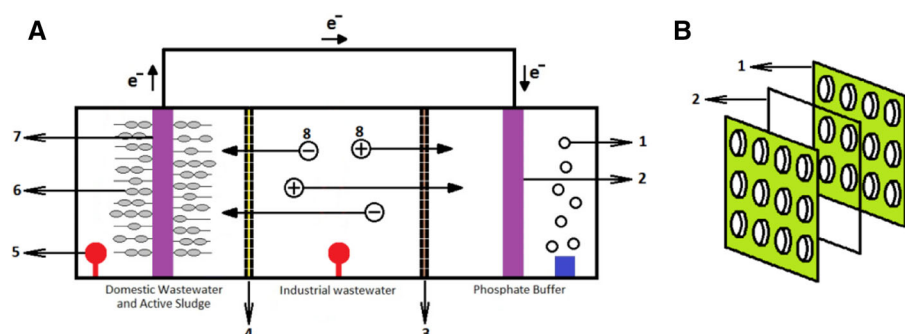 A
B
e⁻
e⁻
e⁻
1
2
7
8
8
1
6
2
5
Domestic Wastewater
and Active Sludge
Industrial wastewater
Phosphate Buffer
4
3